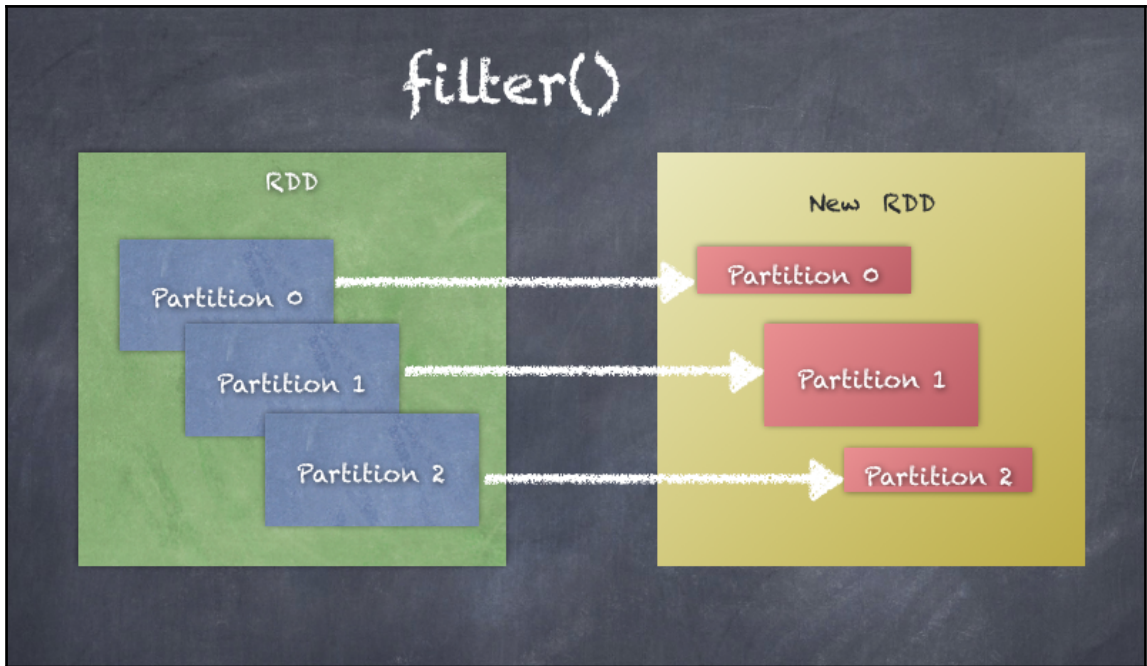 filter()
RDD
Partition 0
Partition 1
Partition 2
New RDD
Partition 0
Partition 1
Partition 2